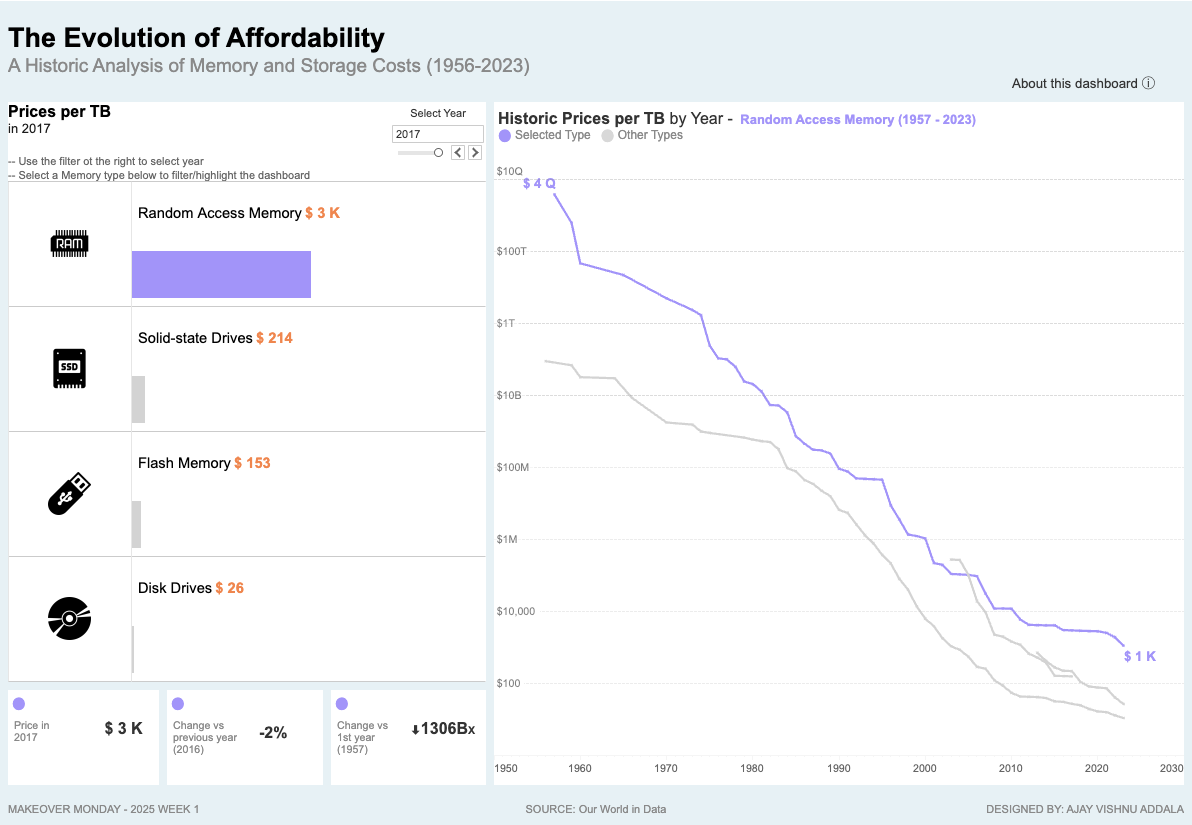 The Evolution of Affordability
A Historic Analysis of Memory and Storage Costs (1956-2023)
About this dashboard ⓘ
Prices per TB
in 2017
Select Year
2017
-- Use the filter ot the right to select year
-- Select a Memory type below to filter/highlight the dashboard
RAM
Random Access Memory $ 3 K
SSD
Solid-state Drives $ 214
Flash Memory $ 153
Disk Drives $ 26
Price in
2017
$ 3 K
Change vs
previous year
(2016)
-2%
Change vs
1st year
(1957)
⬇1306Bx
Historic Prices per TB by Year - Random Access Memory (1957 - 2023)
Selected Type Other Types
$10Q
$ 4 Q
$100T
$1T
$10B
$100M
$1M
$10,000
$ 1 K
$100
1950 1960 1970 1980 1990 2000 2010 2020 2030
MAKEOVER MONDAY - 2025 WEEK 1
SOURCE: Our World in Data
DESIGNED BY: AJAY VISHNU ADDALA